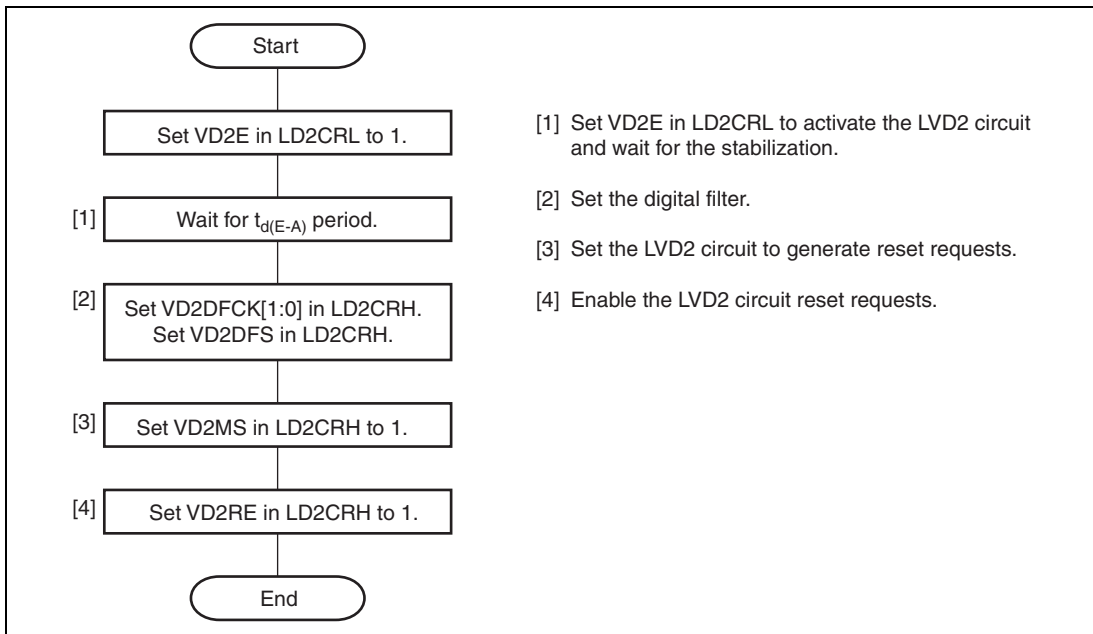 Start
Set VD2E in LD2CRL to 1.
[1] Wait for td(E-A) period.
[2] Set VD2DFCK[1:0] in LD2CRH.
Set VD2DFS in LD2CRH.
[3] Set VD2MS in LD2CRH to 1.
[4] Set VD2RE in LD2CRH to 1.
End
[1] Set VD2E in LD2CRL to activate the LVD2 circuit
and wait for the stabilization.
[2] Set the digital filter.
[3] Set the LVD2 circuit to generate reset requests.
[4] Enable the LVD2 circuit reset requests.